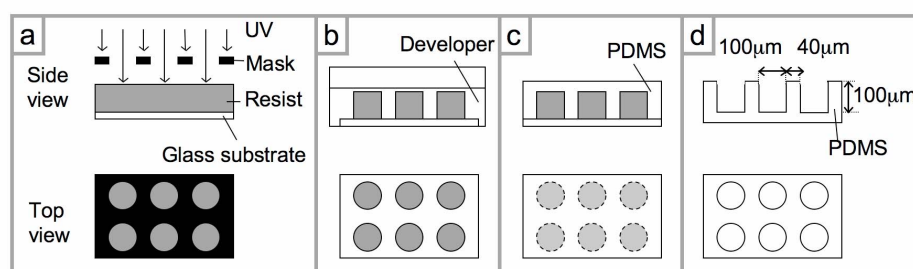 a
UV
Mask
Side
view
Resist
Glass substrate
Top
view
b
Developer
c
PDMS
d
100μm 40μm
100μm
PDMS